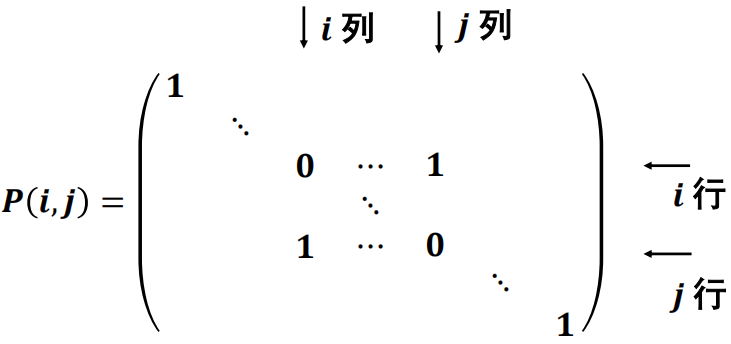 ↓ i 列 ↓ j 列
1
⋱
0 ⋯ 1 ← i 行
P(i,j) = ⋱
1 ⋯ 0 ← j 行
⋱
1